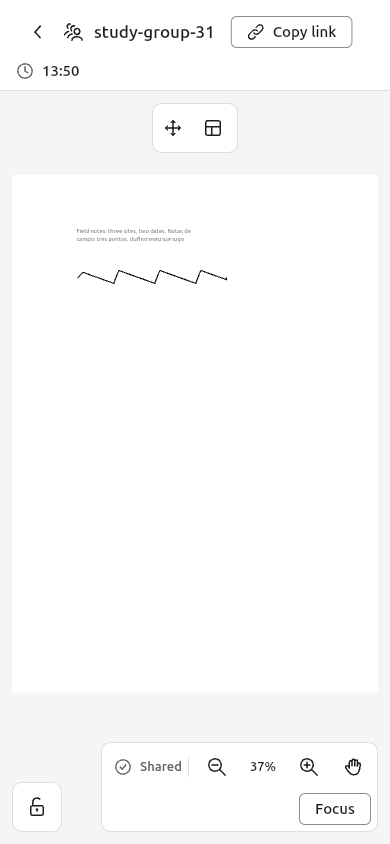 study-group-31
Copy link
13:50
Field notes: three sites, two dates. Notas de
campo: tres pontos.
Shared
37%
Focus